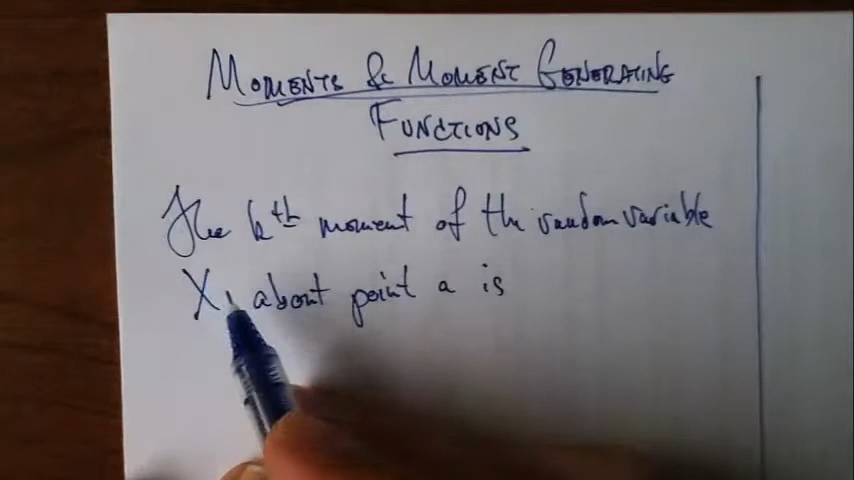 MOMENTS & MOMENT GENERATING
FUNCTIONS
The kth moment of the random variable
X about point a is